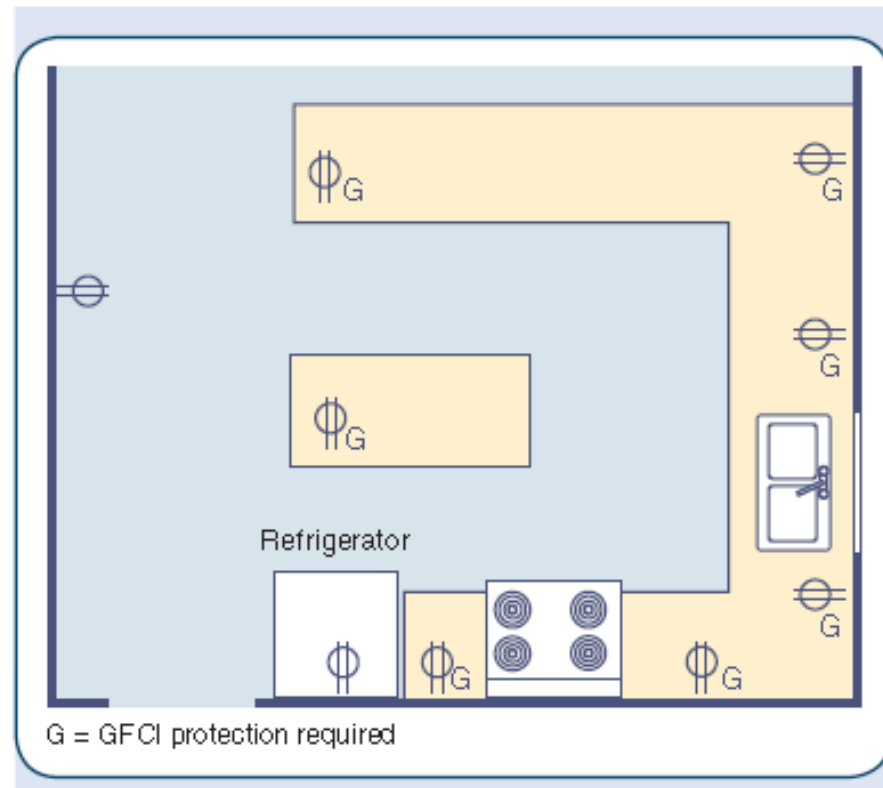 G G
G
G
Refrigerator
G
G G
G = GFCI protection required